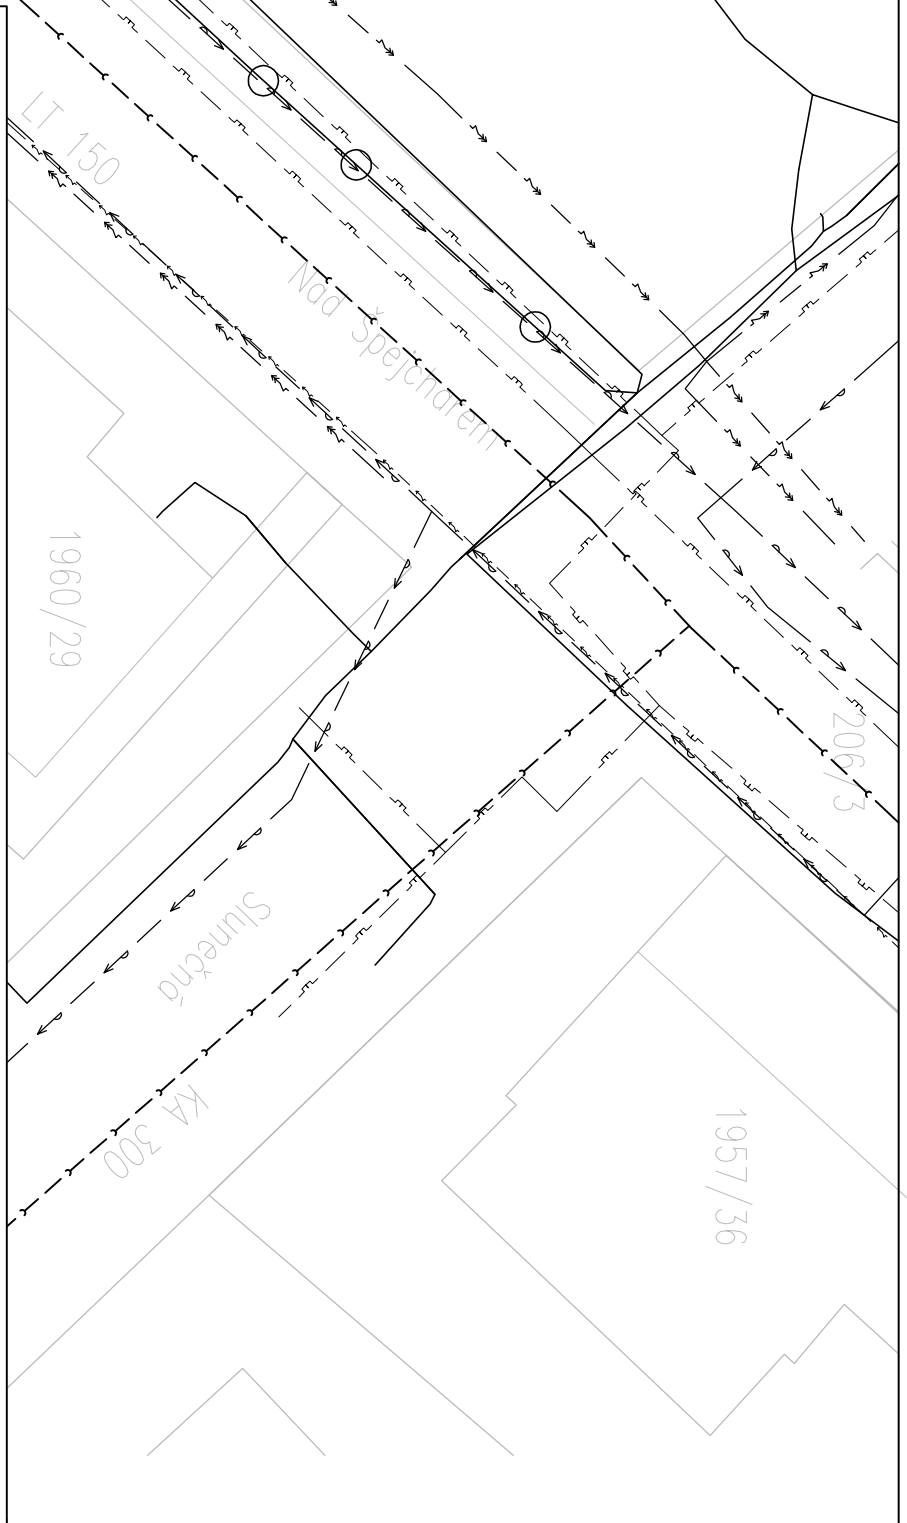 LT 150
Nad Špejcharem
1960/29
206/3
Slunečná
KA 300
1957/36